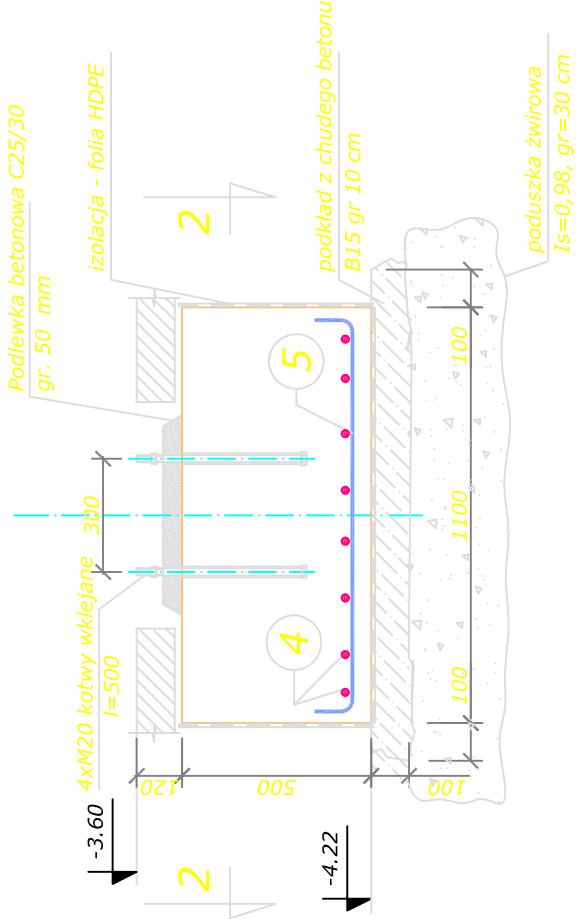 Podlewka betonowa C25/30
gr. 50 mm
izolacja - folia HDPE
podkład z chudego betonu
B15 gr 10 cm
poduszka żwirowa
Is=0,98, gr=30 cm
4xM20 kotwy wklejane
l=500
300
2
2
5
4
100
1100
100
120
500
100
-3.60
-4.22